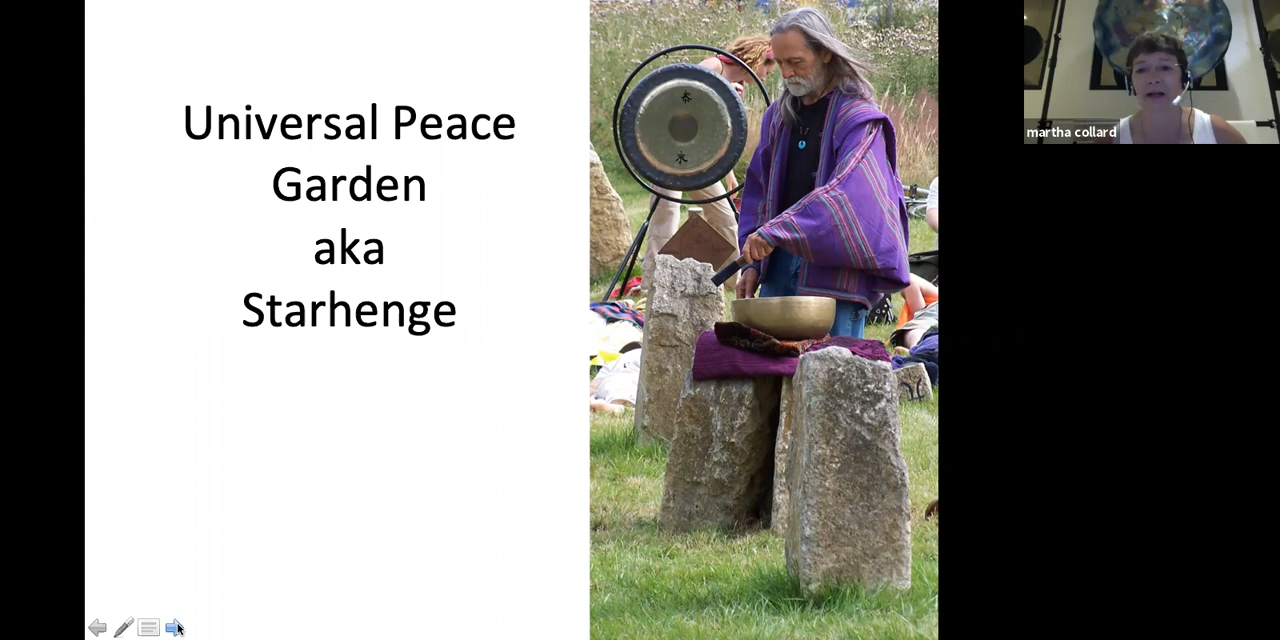 Universal Peace
Garden
aka
Starhenge
martha collard